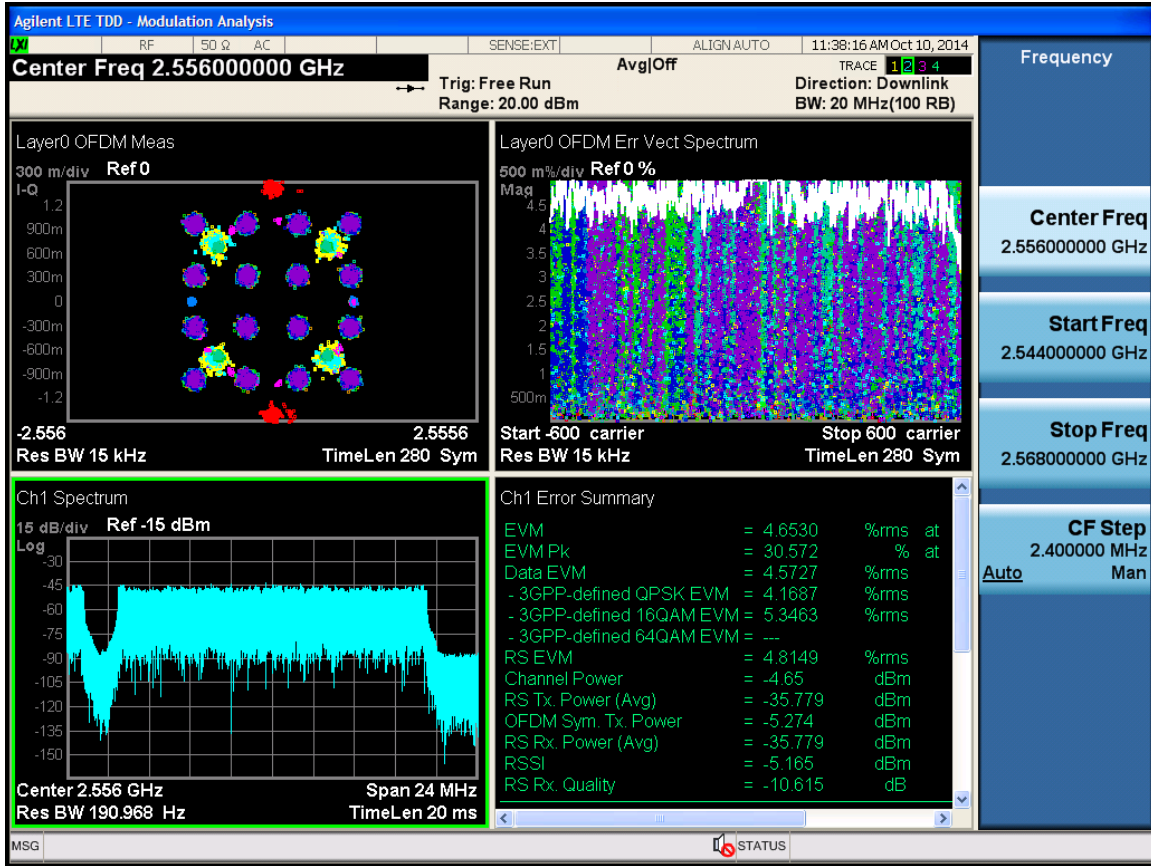 Agilent LTE TDD - Modulation Analysis
LXI RF 50 Ω AC SENSE:EXT ALIGN AUTO 11:38:16 AM Oct 10, 2014
Center Freq 2.556000000 GHz
Avg|Off
TRACE 1 2 3 4
Trig: Free Run
Direction: Downlink
Range: 20.00 dBm
BW: 20 MHz(100 RB)
Layer0 OFDM Meas
300 m/div Ref 0
I-Q
1.2
900m
600m
300m
0
-300m
-600m
-900m
-1.2
-2.556 2.5556
Res BW 15 kHz TimeLen 280 Sym
Layer0 OFDM Err Vect Spectrum
500 m%/div Ref 0 %
Mag
4.5
4
3.5
3
2.5
2
1.5
1
500m
Start -600 carrier Stop 600 carrier
Res BW 15 kHz TimeLen 280 Sym
Ch1 Spectrum
15 dB/div Ref -15 dBm
Log
-30
-45
-60
-75
-90
-105
-120
-135
-150
Center 2.556 GHz Span 24 MHz
Res BW 190.968 Hz TimeLen 20 ms
Ch1 Error Summary
EVM = 4.6530 %rms at
EVM Pk = 30.572 % at
Data EVM = 4.5727 %rms
- 3GPP-defined QPSK EVM = 4.1687 %rms
- 3GPP-defined 16QAM EVM = 5.3463 %rms
- 3GPP-defined 64QAM EVM = ---
RS EVM = 4.8149 %rms
Channel Power = -4.65 dBm
RS Tx. Power (Avg) = -35.779 dBm
OFDM Sym. Tx. Power = -5.274 dBm
RS Rx. Power (Avg) = -35.779 dBm
RSSI = -5.165 dBm
RS Rx. Quality = -10.615 dB
Frequency
Center Freq
2.556000000 GHz
Start Freq
2.544000000 GHz
Stop Freq
2.568000000 GHz
CF Step
2.400000 MHz
Auto Man
MSG STATUS